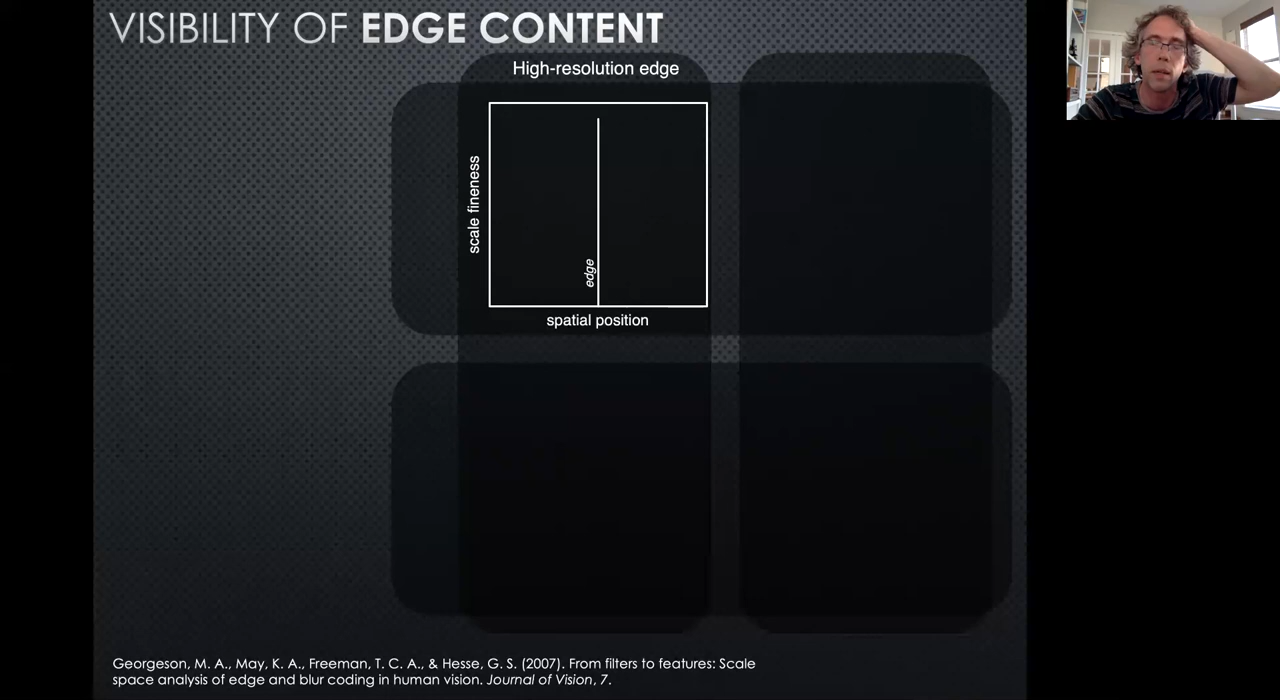 VISIBILITY OF EDGE CONTENT
High-resolution edge
scale fineness
edge
spatial position
Georgeson, M. A., May, K. A., Freeman, T. C. A., & Hesse, G. S. (2007). From filters to features: Scale
space analysis of edge and blur coding in human vision. Journal of Vision, 7.